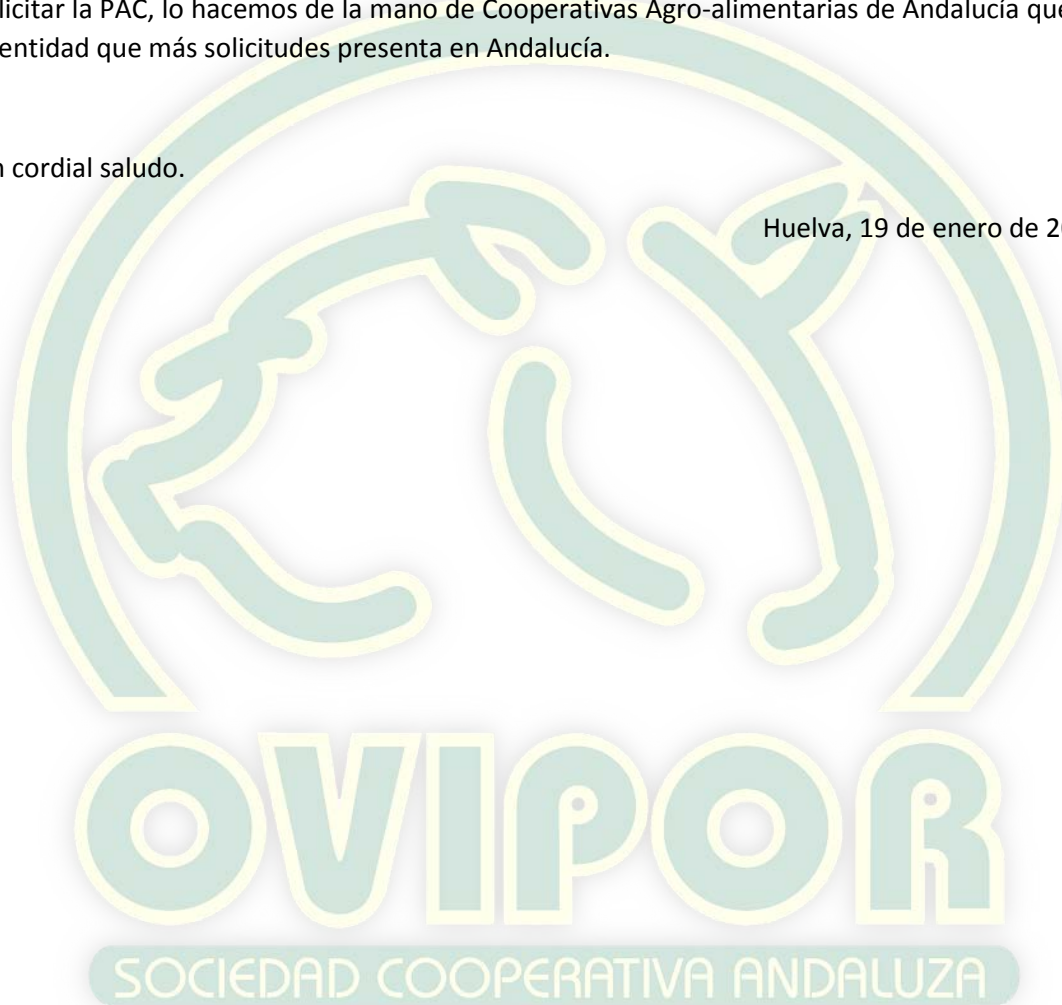 licitar la PAC, lo hacemos de la mano de Cooperativas Agro-alimentarias de Andalucía que
entidad que más solicitudes presenta en Andalucía.
n cordial saludo.
Huelva, 19 de enero de 2
OVIPOR
SOCIEDAD COOPERATIVA ANDALUZA